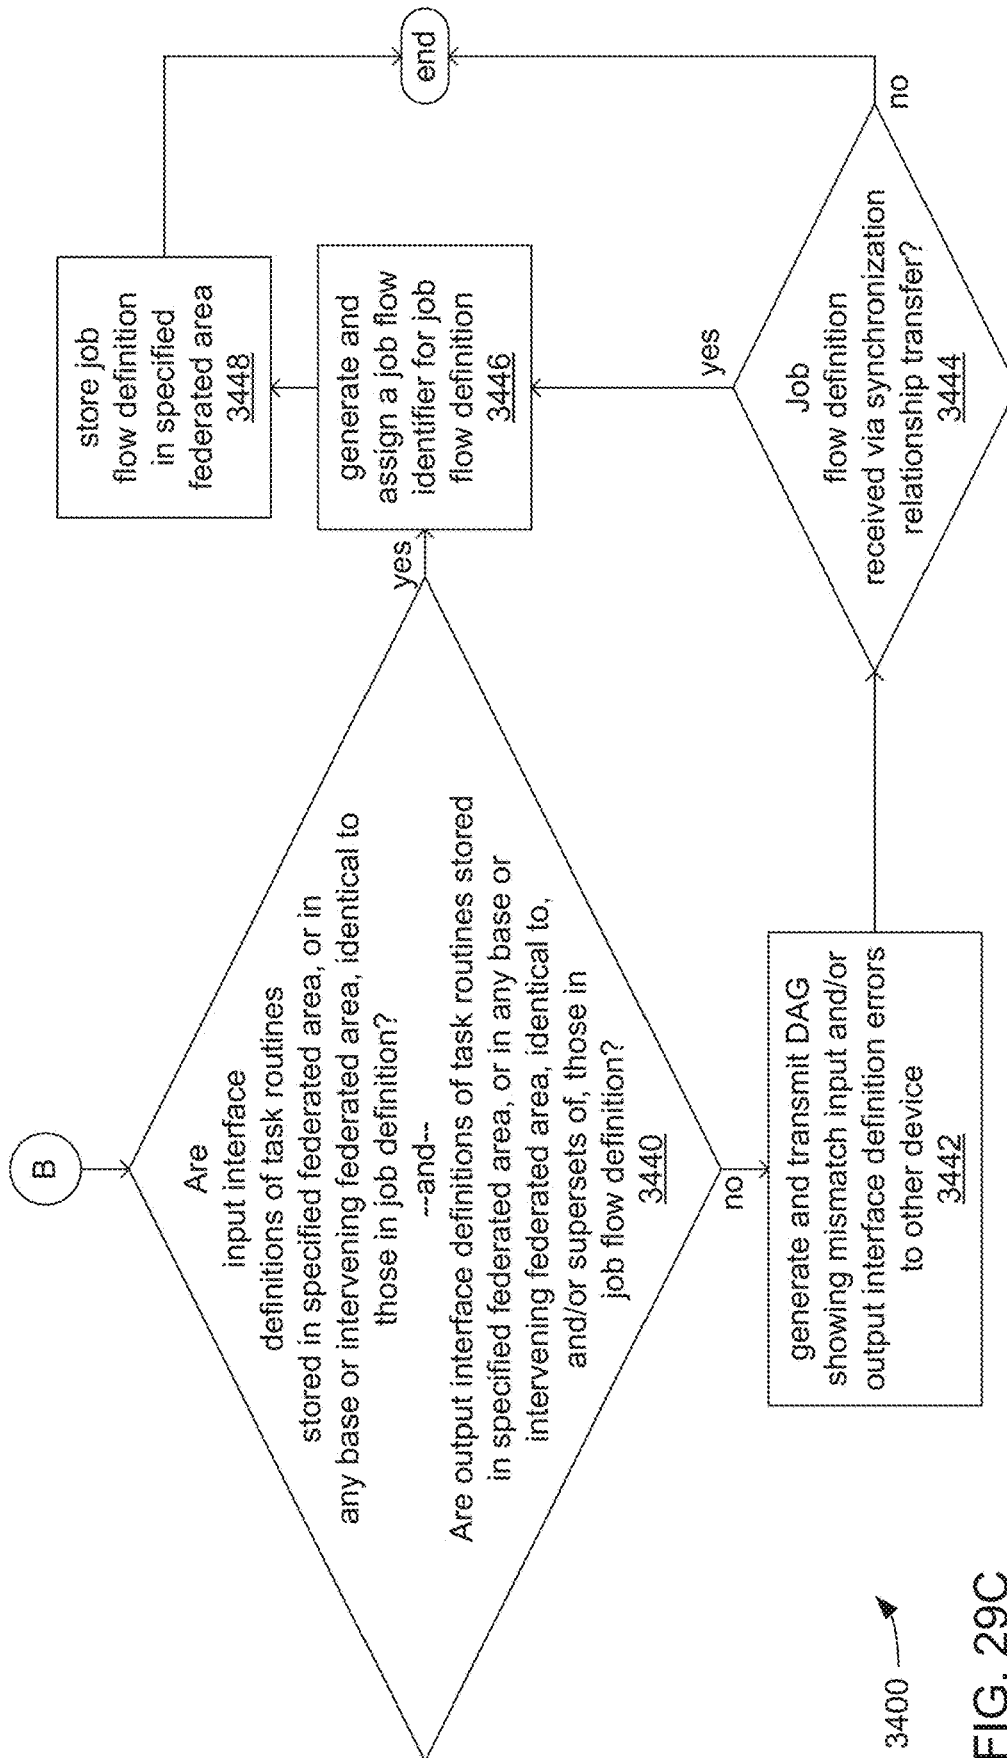 B
Are
input interface
definitions of task routines
stored in specified federated area, or in
any base or intervening federated area, identical to
those in job definition?
---and---
Are output interface definitions of task routines stored
in specified federated area, or in any base or
intervening federated area, identical to,
and/or supersets of, those in
job flow definition?
3440
yes
no
generate and transmit DAG
showing mismatch input and/or
output interface definition errors
to other device
3442
Job
flow definition
received via synchronization
relationship transfer?
3444
yes
no
generate and
assign a job flow
identifier for job
flow definition
3446
store job
flow definition
in specified
federated area
3448
end
3400
FIG. 29C